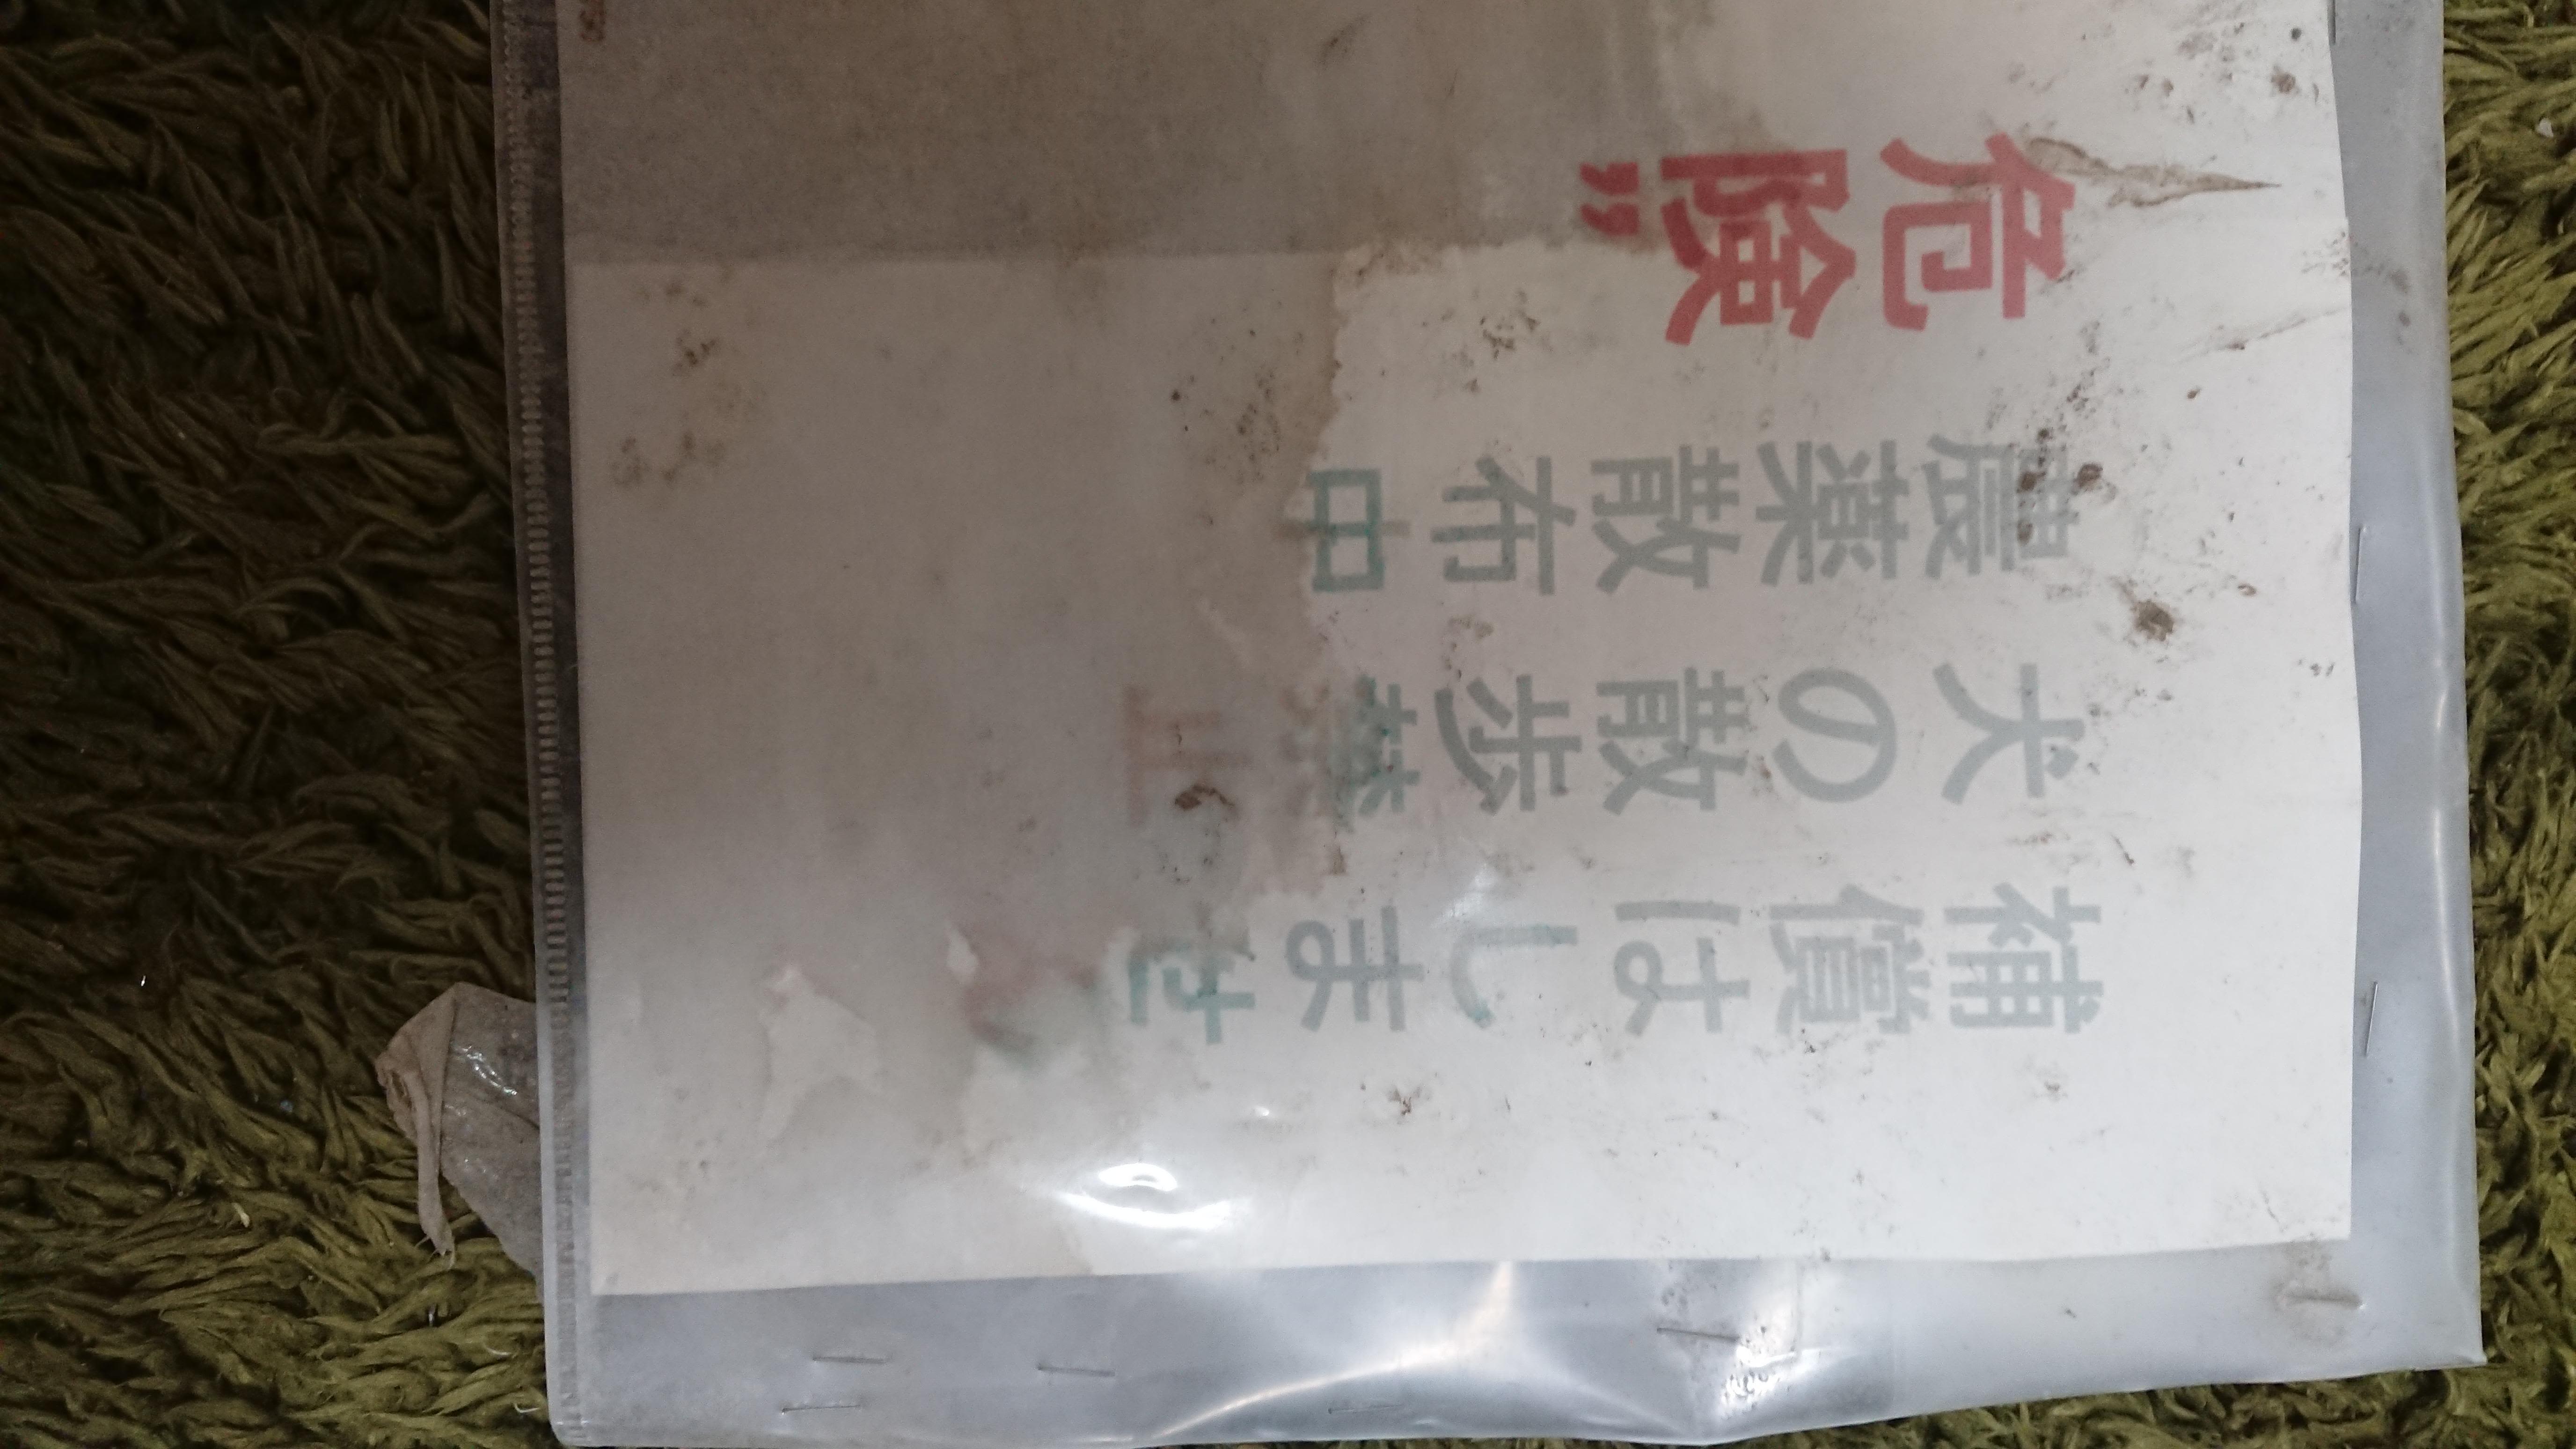 危険”
農薬散布中
犬の散歩禁止
補償はしませ